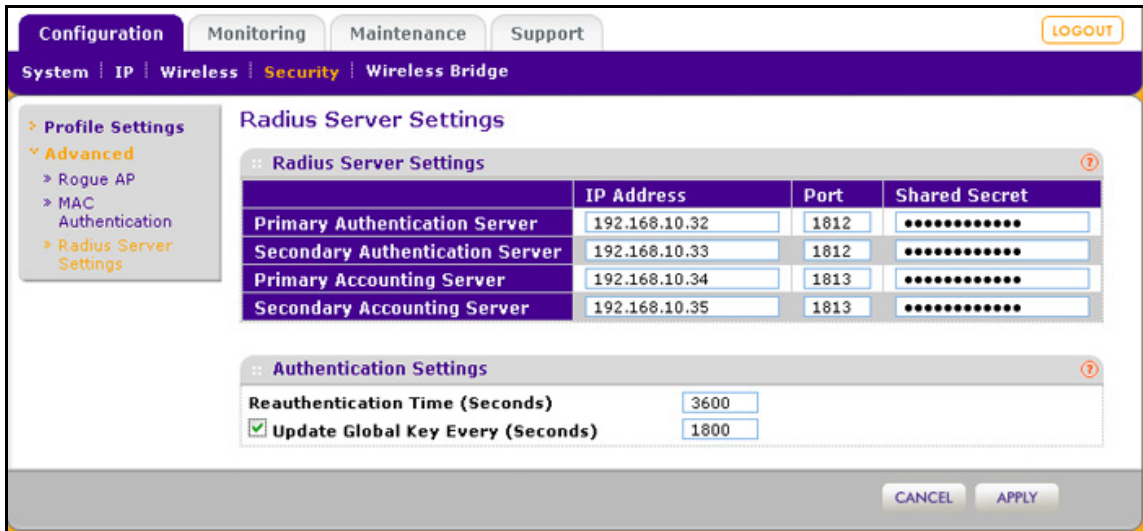 Configuration Monitoring Maintenance Support LOGOUT
System IP Wireless Security Wireless Bridge
Profile Settings
Advanced
Rogue AP
MAC
Authentication
Radius Server
Settings
Radius Server Settings
Radius Server Settings ?
IP Address Port Shared Secret
Primary Authentication Server 192.168.10.32 1812 ••••••••••••
Secondary Authentication Server 192.168.10.33 1812 ••••••••••••
Primary Accounting Server 192.168.10.34 1813 ••••••••••••
Secondary Accounting Server 192.168.10.35 1813 ••••••••••••
Authentication Settings ?
Reauthentication Time (Seconds) 3600
Update Global Key Every (Seconds) 1800
CANCEL APPLY